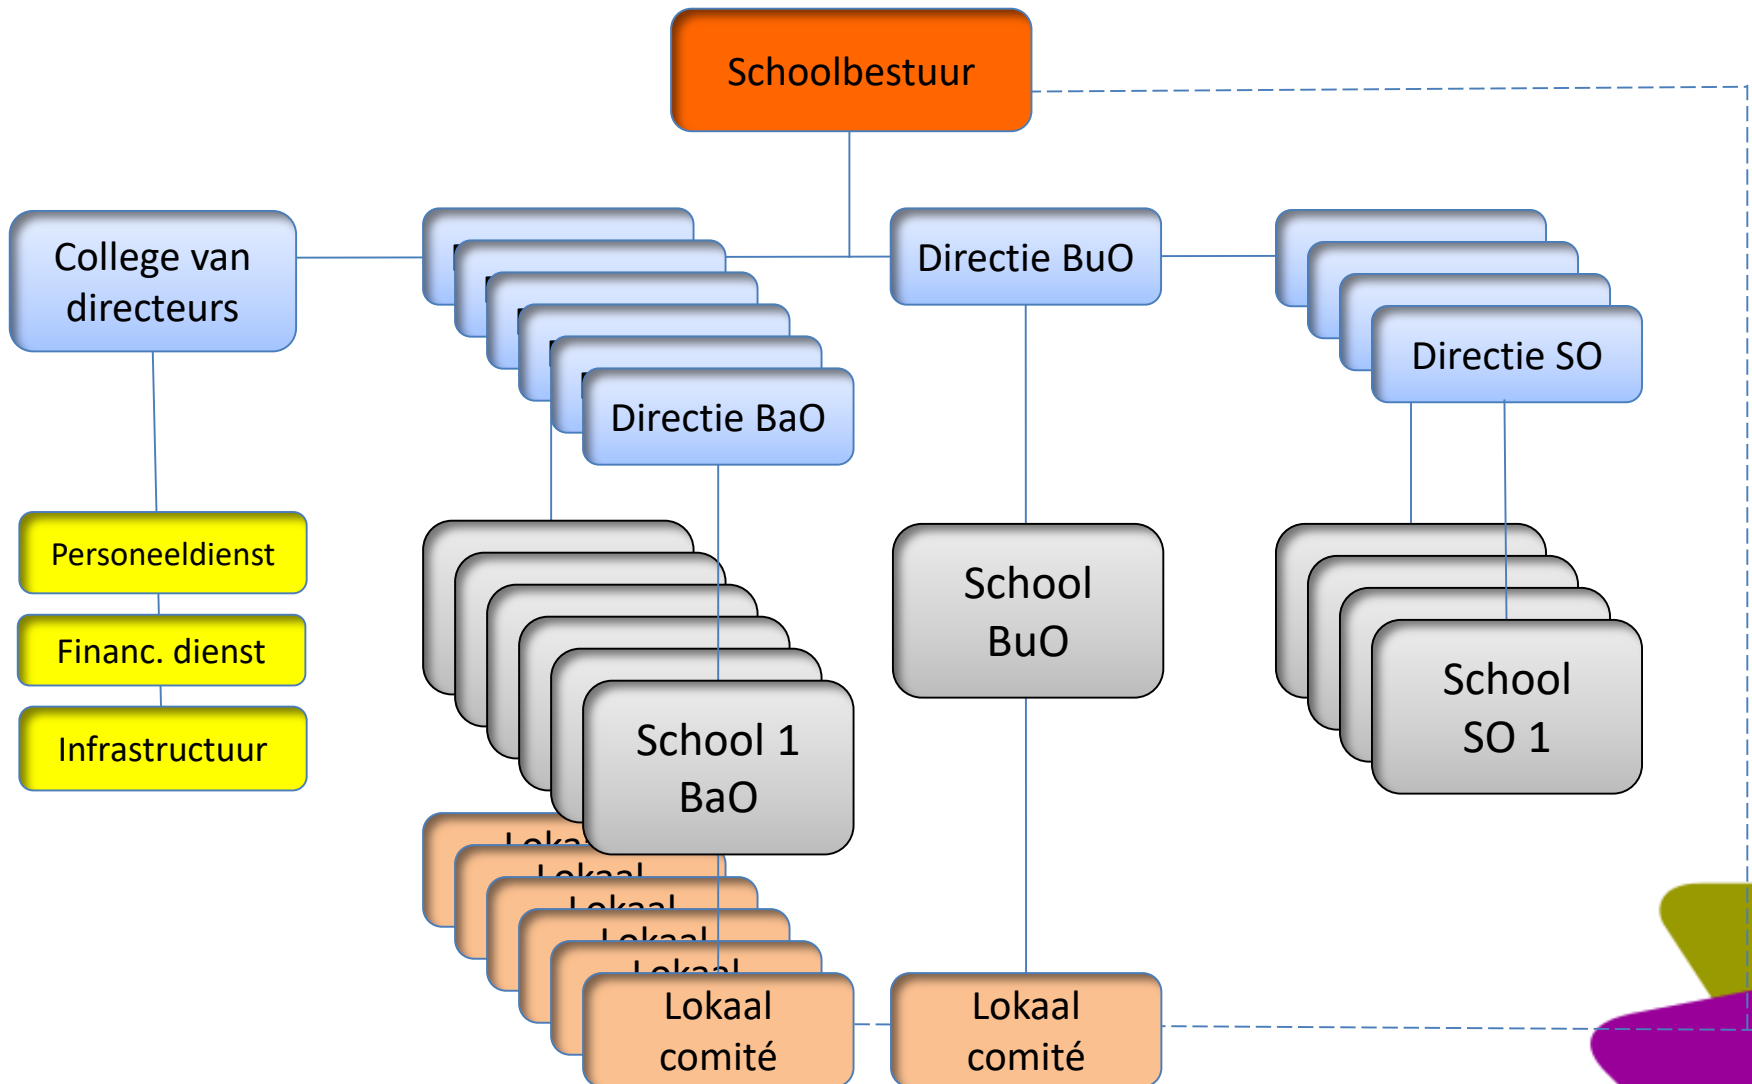 Schoolbestuur
College van
directeurs
Directie BuO
Directie SO
Directie BaO
Personeeldienst
Financ. dienst
Infrastructuur
School
BuO
School
SO 1
School 1
BaO
Lokaal
Lokaal
Lokaal
Lokaal
Lokaal
comité
Lokaal
comité